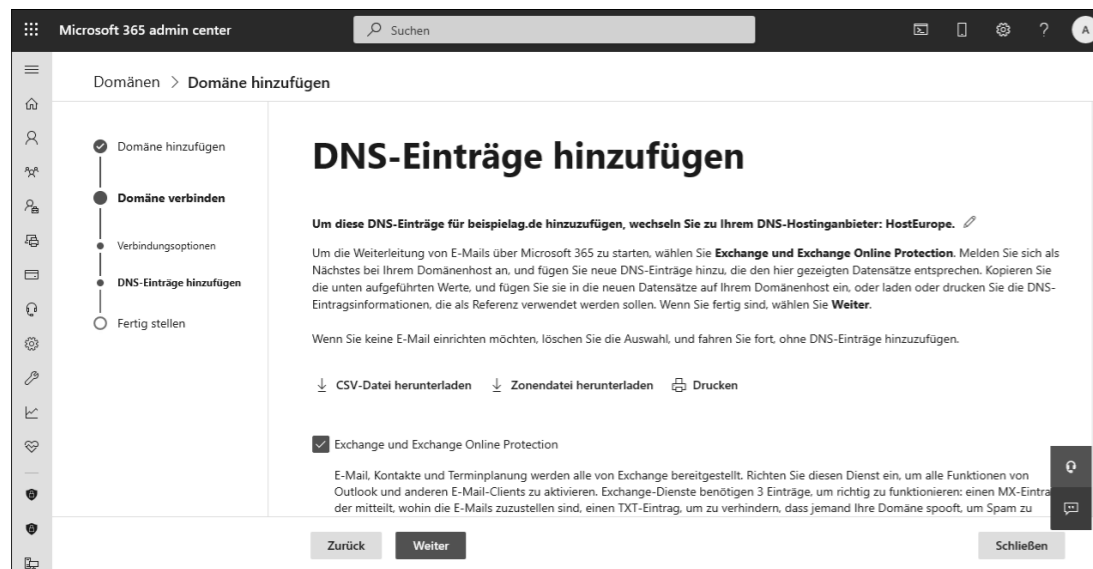 Microsoft 365 admin center
Suchen
A
Domänen > Domäne hinzufügen
Domäne hinzufügen
Domäne verbinden
Verbindungsoptionen
DNS-Einträge hinzufügen
Fertig stellen
DNS-Einträge hinzufügen
Um diese DNS-Einträge für beispielag.de hinzuzufügen, wechseln Sie zu Ihrem DNS-Hostinganbieter: HostEurope.
Um die Weiterleitung von E-Mails über Microsoft 365 zu starten, wählen Sie Exchange und Exchange Online Protection. Melden Sie sich als
Nächstes bei Ihrem Domänenhost an, und fügen Sie neue DNS-Einträge hinzu, die den hier gezeigten Datensätze entsprechen. Kopieren Sie
die unten aufgeführten Werte, und fügen Sie sie in die neuen Datensätze auf Ihrem Domänenhost ein, oder laden oder drucken Sie die DNS-
Eintragsinformationen, die als Referenz verwendet werden sollen. Wenn Sie fertig sind, wählen Sie Weiter.
Wenn Sie keine E-Mail einrichten möchten, löschen Sie die Auswahl, und fahren Sie fort, ohne DNS-Einträge hinzuzufügen.
CSV-Datei herunterladen Zonendatei herunterladen Drucken
Exchange und Exchange Online Protection
E-Mail, Kontakte und Terminplanung werden alle von Exchange bereitgestellt. Richten Sie diesen Dienst ein, um alle Funktionen von
Outlook und anderen E-Mail-Clients zu aktivieren. Exchange-Dienste benötigen 3 Einträge, um richtig zu funktionieren: einen MX-Eintra
der mitteilt, wohin die E-Mails zuzustellen sind, einen TXT-Eintrag, um zu verhindern, dass jemand Ihre Domäne spooft, um Spam zu
Zurück Weiter Schließen